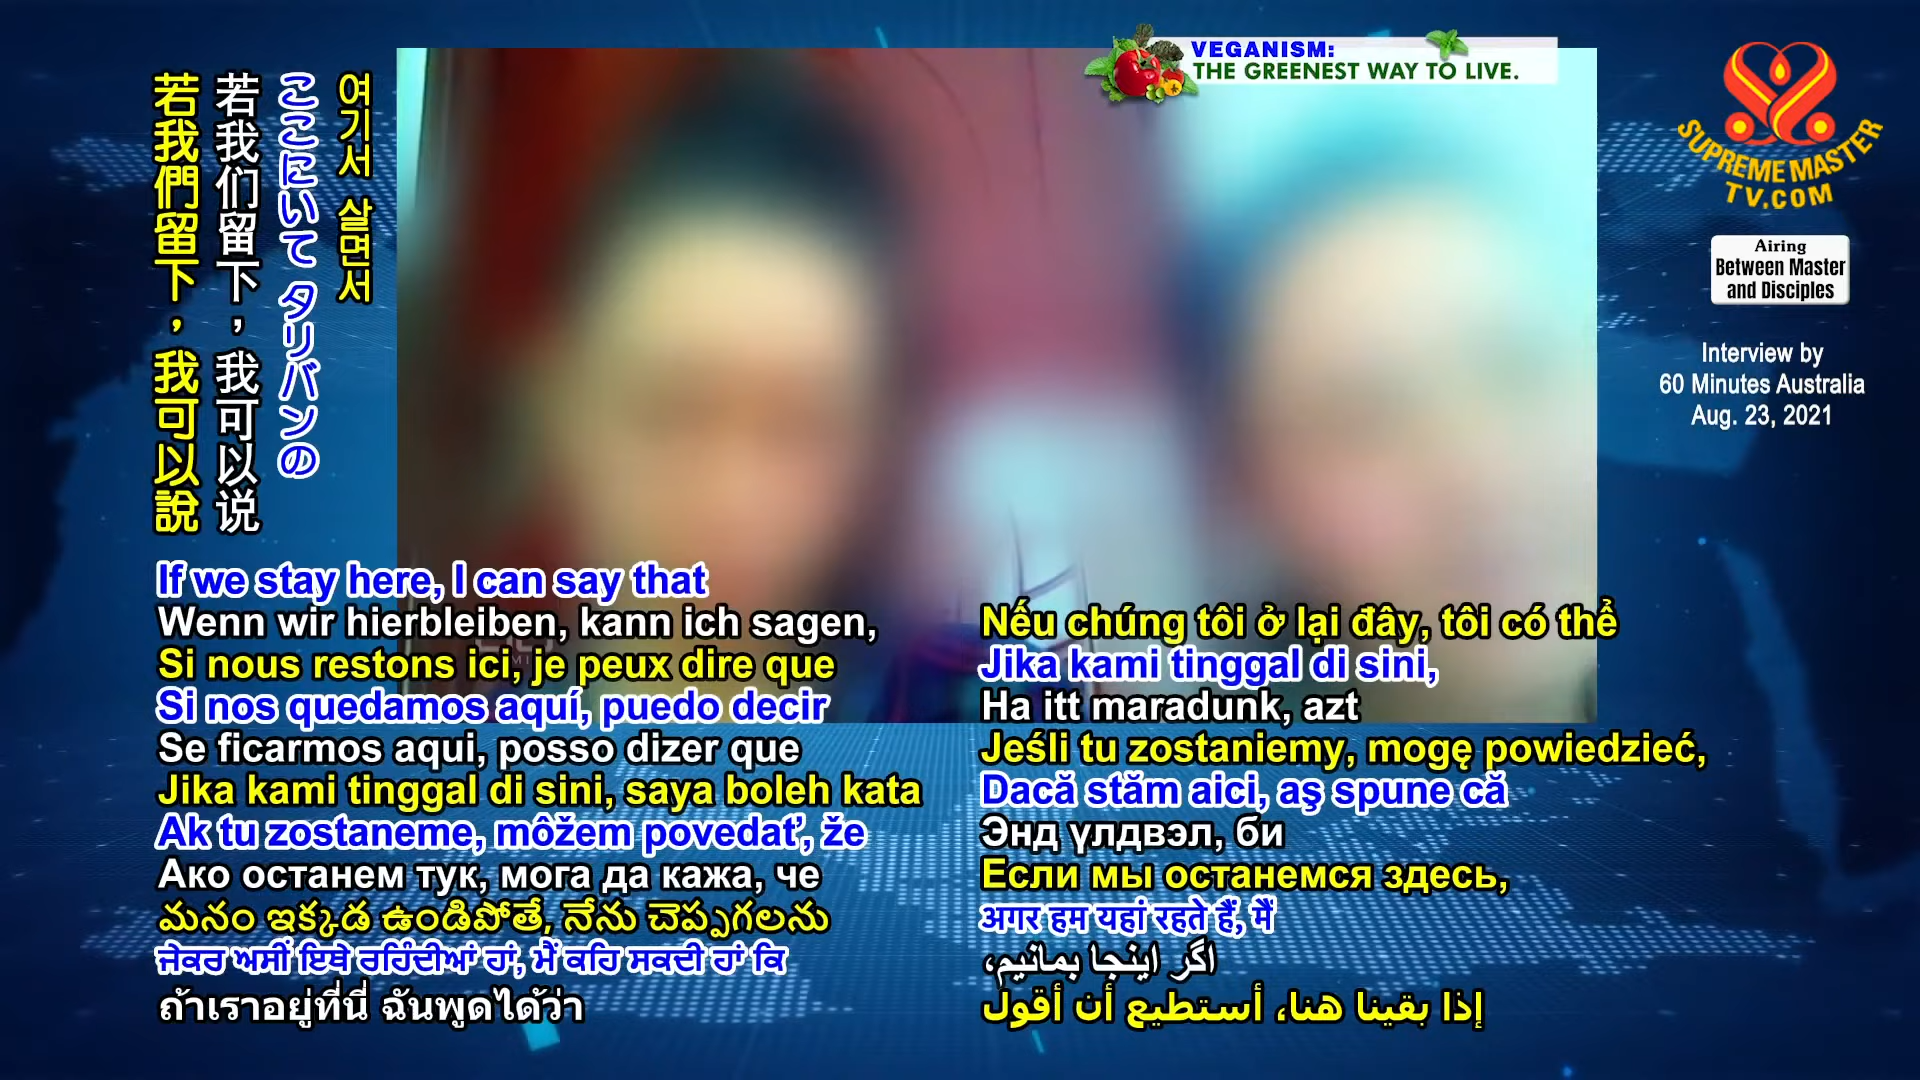 VEGANISM:
THE GREENEST WAY TO LIVE.
SUPREME MASTER
TV.COM
Airing
Between Master
and Disciples
Interview by
60 Minutes Australia
Aug. 23, 2021
여기서 살면서
ここにいて タリバンの
若我们留下，我可以说
若我們留下，我可以說
If we stay here, I can say that
Wenn wir hierbleiben, kann ich sagen,
Si nous restons ici, je peux dire que
Si nos quedamos aquí, puedo decir
Se ficarmos aqui, posso dizer que
Jika kami tinggal di sini, saya boleh kata
Ak tu zostaneme, môžem povedať, že
Ако останем тук, мога да кажа, че
మనం ఇక్కడ ఉండిపోతే, నేను చెప్పగలను
ਜੇਕਰ ਅਸੀਂ ਇਥੇ ਰਹਿੰਦੀਆਂ ਹਾਂ, ਮੈਂ ਕਹਿ ਸਕਦੀ ਹਾਂ ਕਿ
ถ้าเราอยู่ที่นี่ ฉันพูดได้ว่า
Nếu chúng tôi ở lại đây, tôi có thể
Jika kami tinggal di sini,
Ha itt maradunk, azt
Jeśli tu zostaniemy, mogę powiedzieć,
Dacă stăm aici, aş spune că
Энд үлдвэл, би
Если мы останемся здесь,
अगर हम यहां रहते हैं, मैं
اگر اینجا بمانیم،
إذا بقينا هنا، أستطيع أن أقول